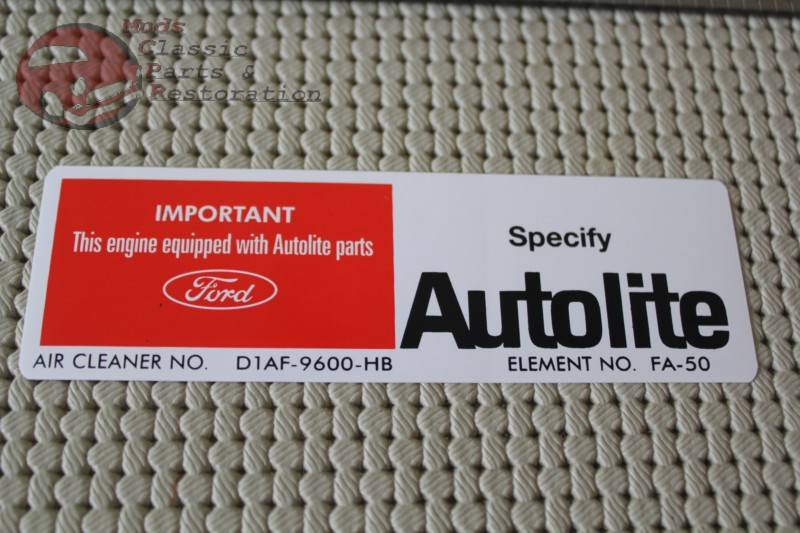 Mods
Classic
Parts &
Restoration
IMPORTANT
This engine equipped with Autolite parts
Ford
Specify
Autolite
AIR CLEANER NO. D1AF-9600-HB
ELEMENT NO. FA-50